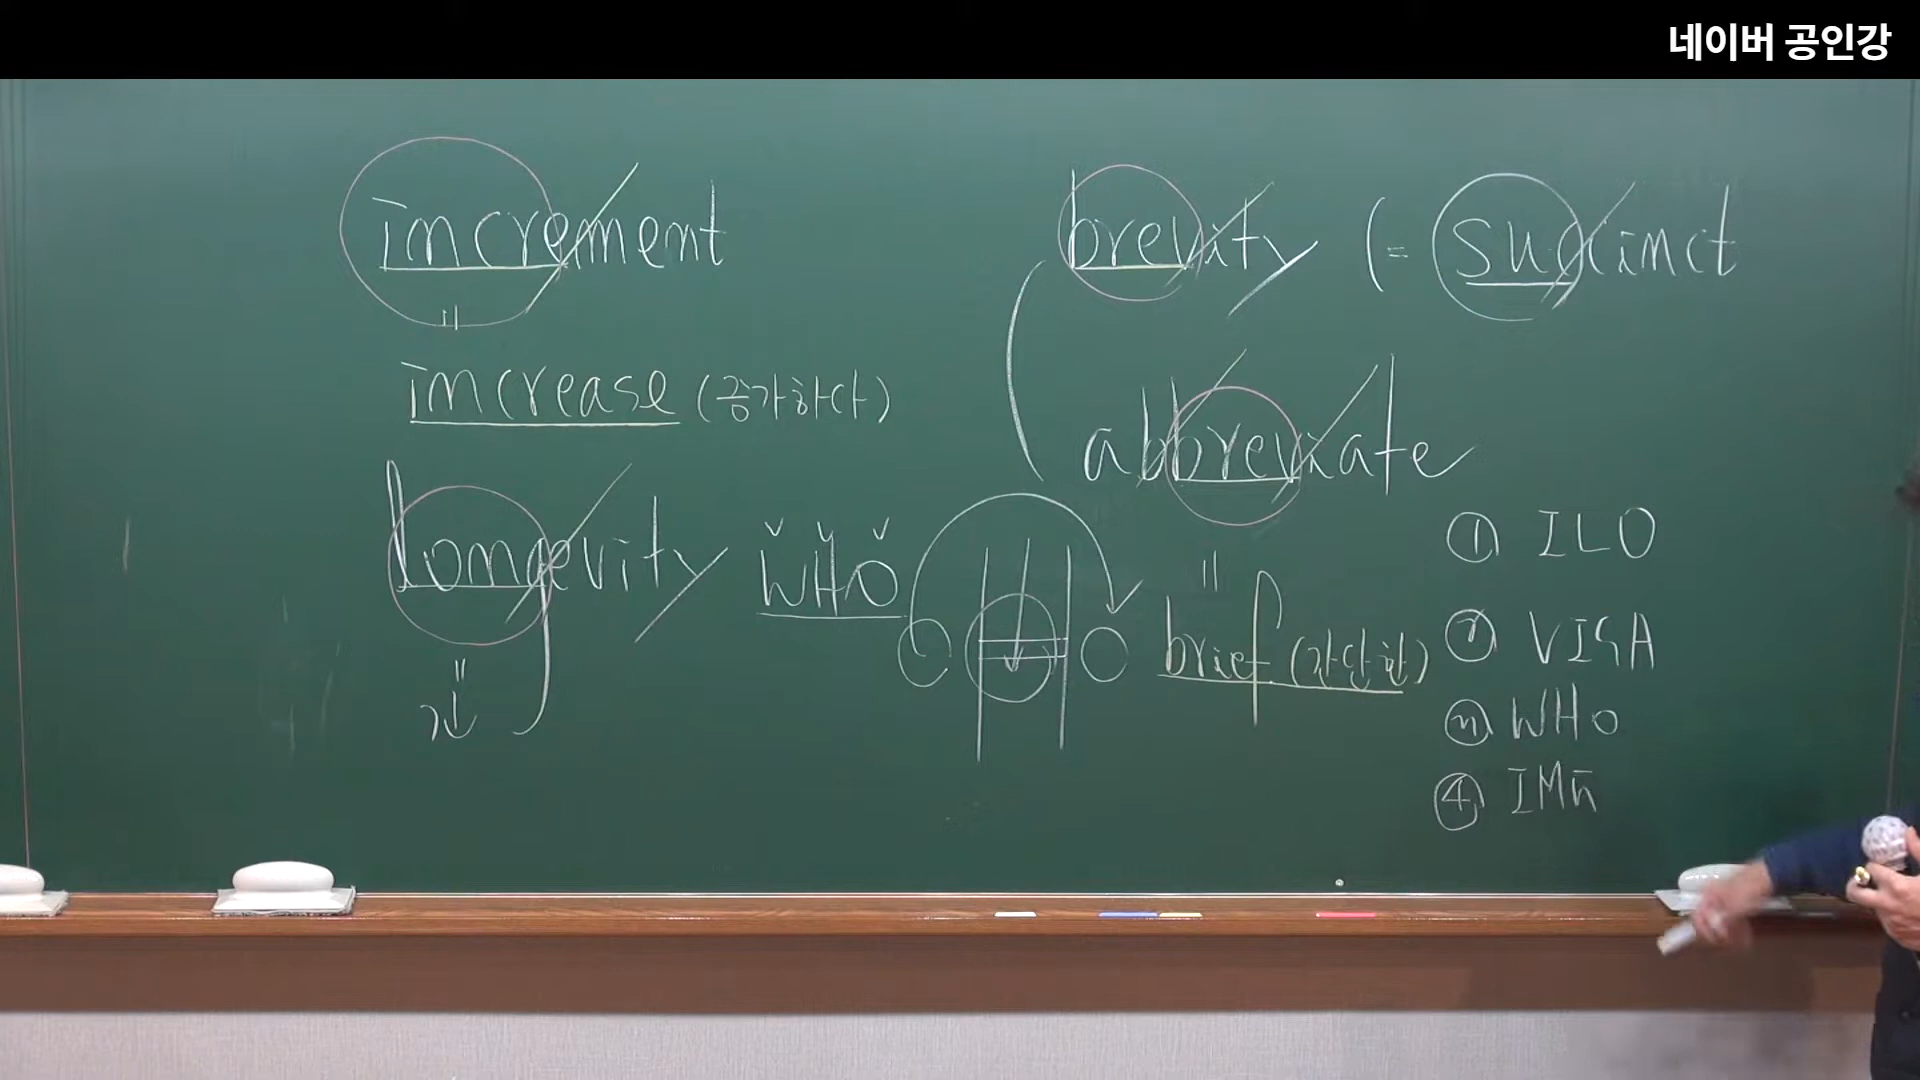 네이버 공인강
increment
=
increase (증가하다)
longevity
=
긴
WHO
brevity (= succinct
abbreviate
=
brief (간단한)
① ILO
② VISA
③ WHO
④ IMF